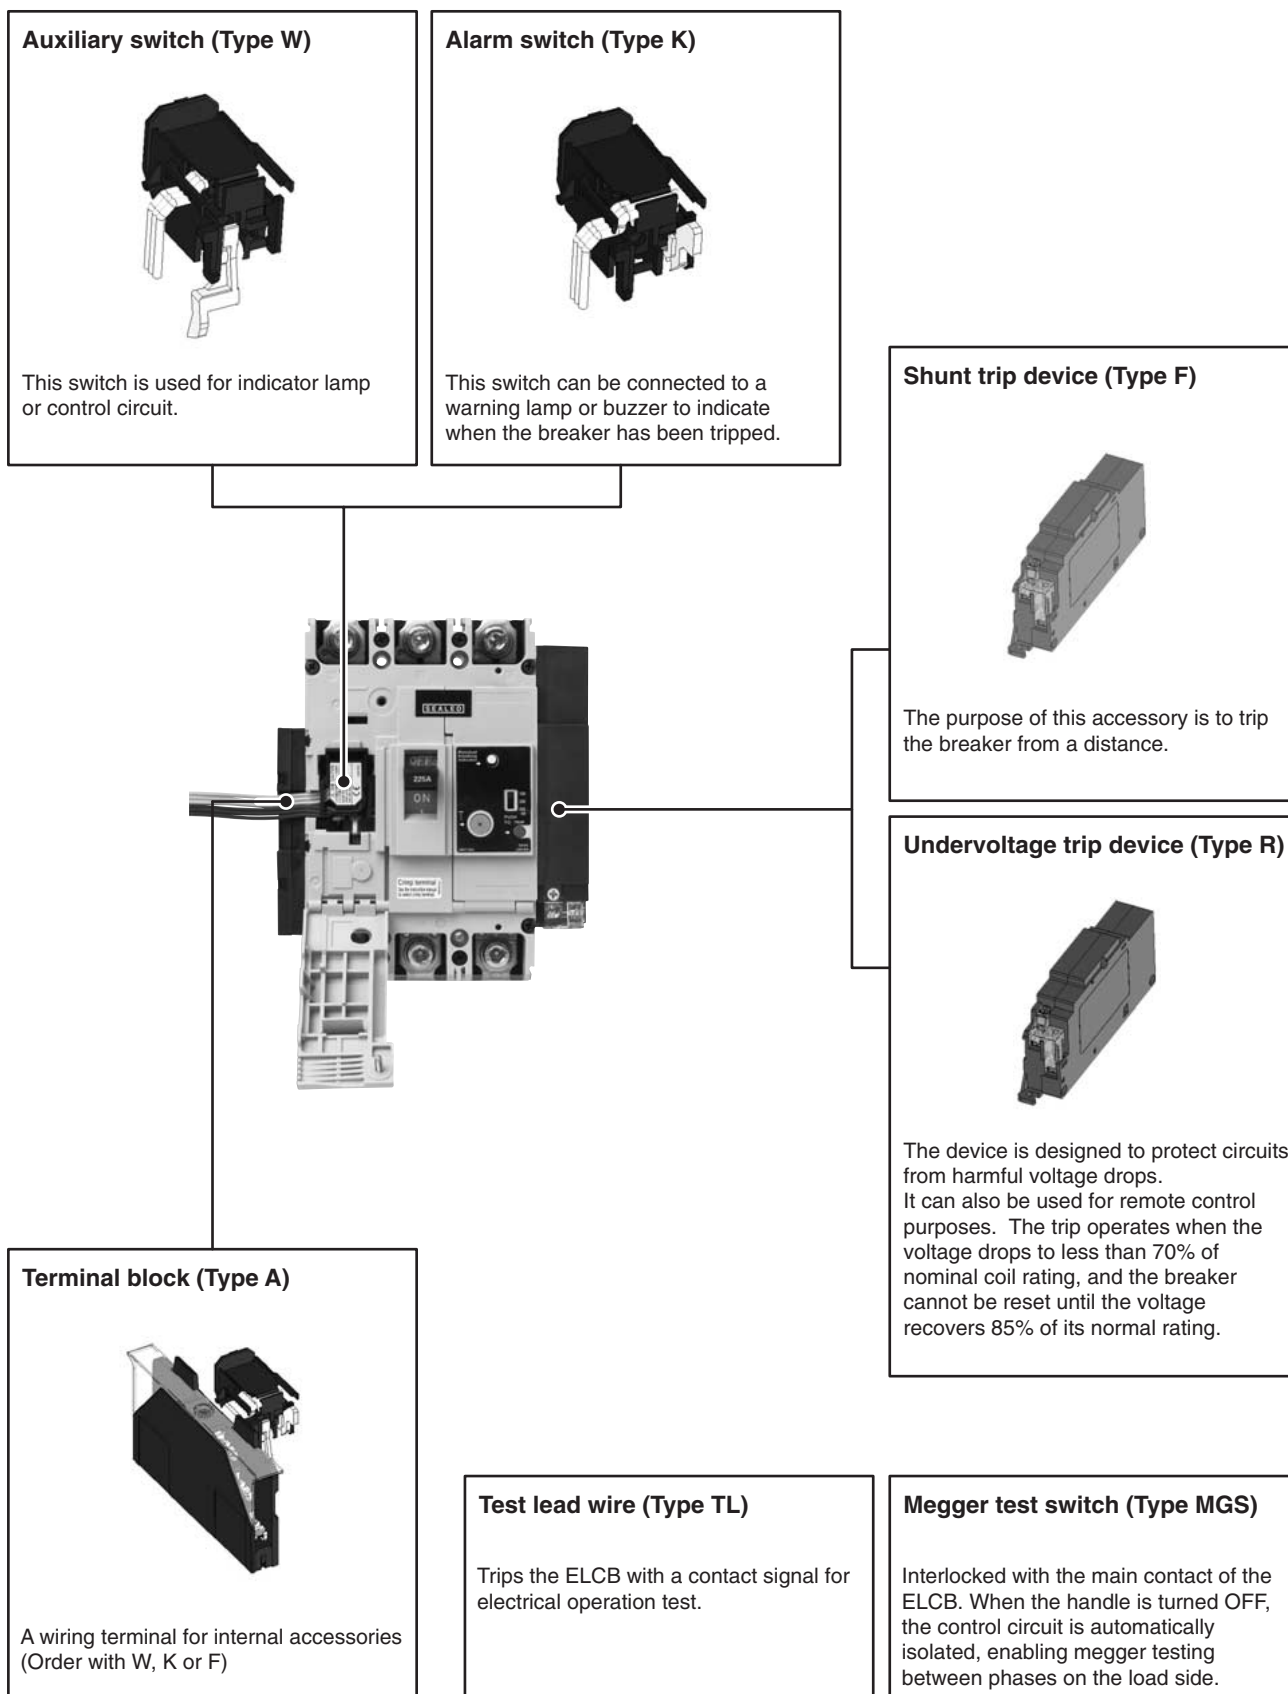 Auxiliary switch (Type W)
This switch is used for indicator lamp
or control circuit.
Alarm switch (Type K)
This switch can be connected to a
warning lamp or buzzer to indicate
when the breaker has been tripped.
Shunt trip device (Type F)
The purpose of this accessory is to trip
the breaker from a distance.
SEALED
OFF
225A
ON
Crimp terminal
Undervoltage trip device (Type R)
The device is designed to protect circuits
from harmful voltage drops.
It can also be used for remote control
purposes. The trip operates when the
voltage drops to less than 70% of
nominal coil rating, and the breaker
cannot be reset until the voltage
recovers 85% of its normal rating.
Terminal block (Type A)
A wiring terminal for internal accessories
(Order with W, K or F)
Test lead wire (Type TL)
Trips the ELCB with a contact signal for
electrical operation test.
Megger test switch (Type MGS)
Interlocked with the main contact of the
ELCB. When the handle is turned OFF,
the control circuit is automatically
isolated, enabling megger testing
between phases on the load side.